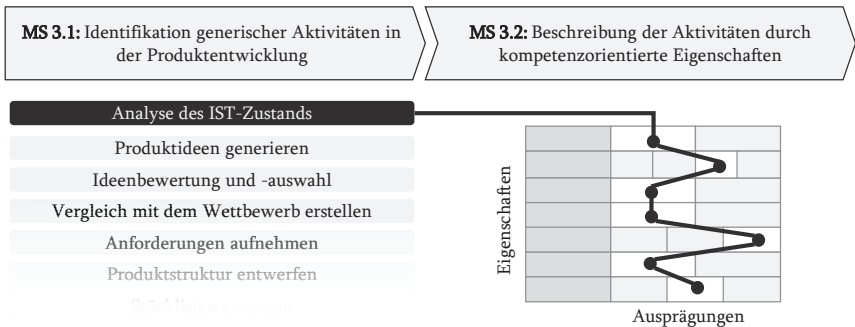 MS 3.1: Identifikation generischer Aktivitäten in
der Produktentwicklung
MS 3.2: Beschreibung der Aktivitäten durch
kompetenzorientierte Eigenschaften
Analyse des IST-Zustands
Produktideen generieren
Ideenbewertung und -auswahl
Vergleich mit dem Wettbewerb erstellen
Anforderungen aufnehmen
Produktstruktur entwerfen
Stücklisten
Eigenschaften
Ausprägungen